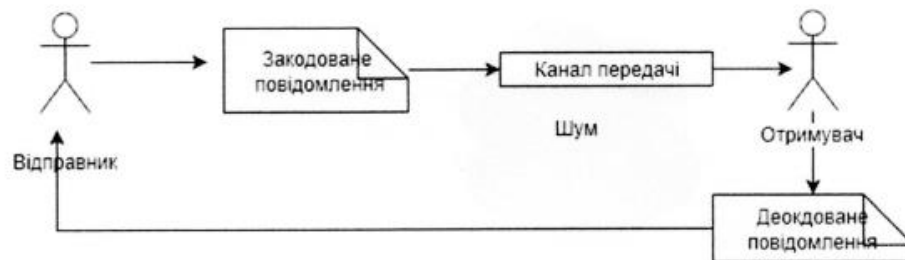 Закодоване
повідомлення
Канал передачі
Шум
Отримувач
Відправник
Деокдоване
повідомлення